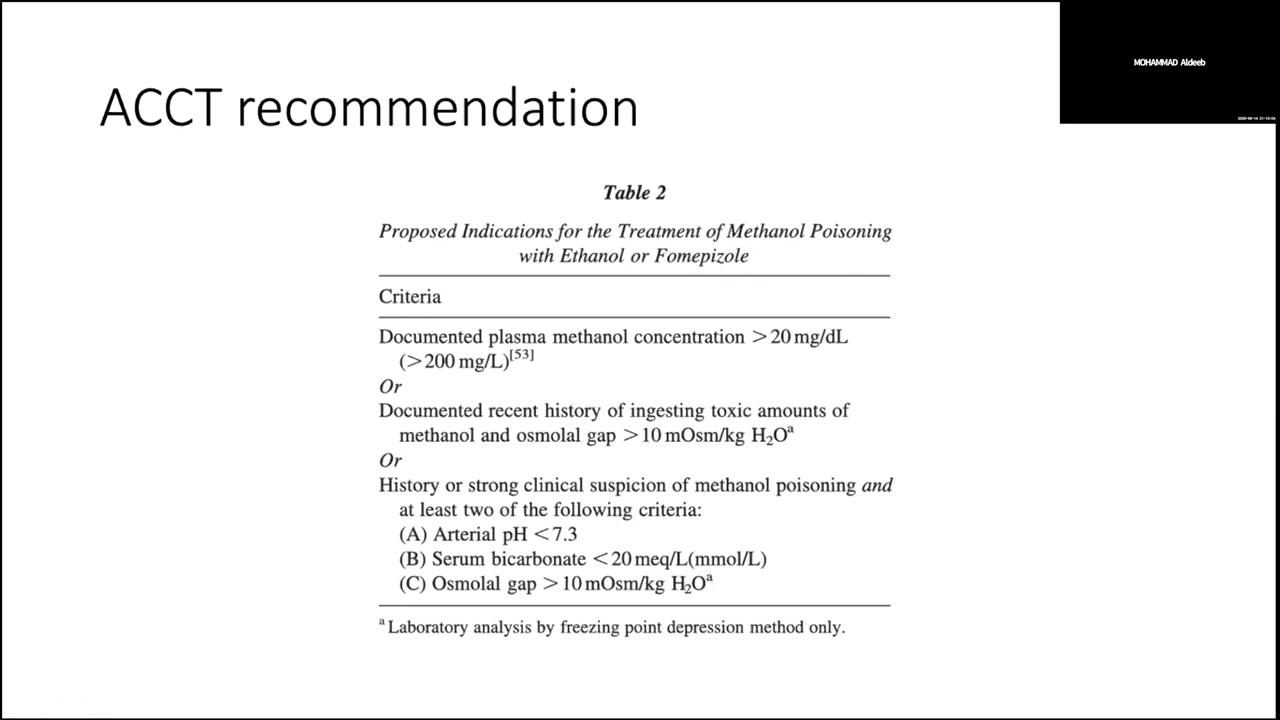 MOHAMMAD Aldeeb
ACCT recommendation
Table 2
Proposed Indications for the Treatment of Methanol Poisoning
with Ethanol or Fomepizole
Criteria
Documented plasma methanol concentration > 20 mg/dL
(> 200 mg/L)[53]
Or
Documented recent history of ingesting toxic amounts of
methanol and osmolal gap > 10 mOsm/kg H₂Oᵃ
Or
History or strong clinical suspicion of methanol poisoning and
at least two of the following criteria:
(A) Arterial pH < 7.3
(B) Serum bicarbonate < 20 meq/L(mmol/L)
(C) Osmolal gap > 10 mOsm/kg H₂Oᵃ
ᵃ Laboratory analysis by freezing point depression method only.